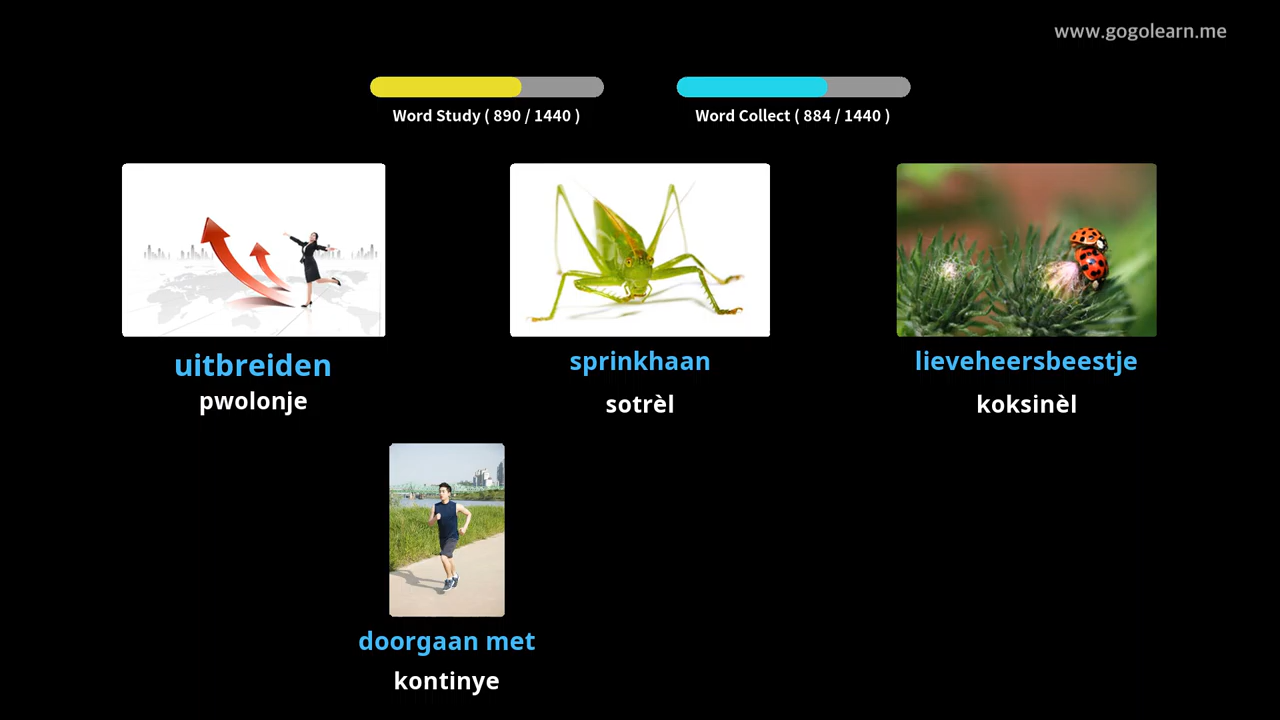 www.gogolearn.me
Word Study ( 890 / 1440 )
Word Collect ( 884 / 1440 )
uitbreiden
pwolonje
sprinkhaan
sotrèl
lieveheersbeestje
koksinèl
doorgaan met
kontinye